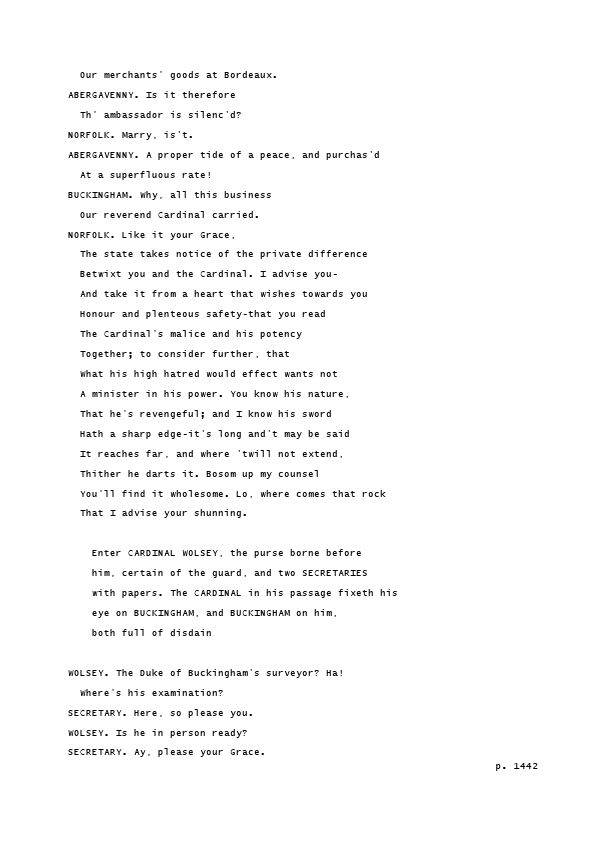 Our merchants' goods at Bordeaux.
ABERGAVENNY. Is it therefore
Th' ambassador is silenc'd?
NORFOLK. Marry, is't.
ABERGAVENNY. A proper tide of a peace, and purchas'd
At a superfluous rate!
BUCKINGHAM. Why, all this business
Our reverend Cardinal carried.
NORFOLK. Like it your Grace,
The state takes notice of the private difference
Betwixt you and the Cardinal. I advise you-
And take it from a heart that wishes towards you
Honour and plenteous safety-that you read
The Cardinal's malice and his potency
Together; to consider further, that
What his high hatred would effect wants not
A minister in his power. You know his nature,
That he's revengeful; and I know his sword
Hath a sharp edge-it's long and't may be said
It reaches far, and where 'twill not extend,
Thither he darts it. Bosom up my counsel
You'll find it wholesome. Lo, where comes that rock
That I advise your shunning.
Enter CARDINAL WOLSEY, the purse borne before
him, certain of the guard, and two SECRETARIES
with papers. The CARDINAL in his passage fixeth his
eye on BUCKINGHAM, and BUCKINGHAM on him,
both full of disdain
WOLSEY. The Duke of Buckingham's surveyor? Ha!
Where's his examination?
SECRETARY. Here, so please you.
WOLSEY. Is he in person ready?
SECRETARY. Ay, please your Grace.
p. 1442